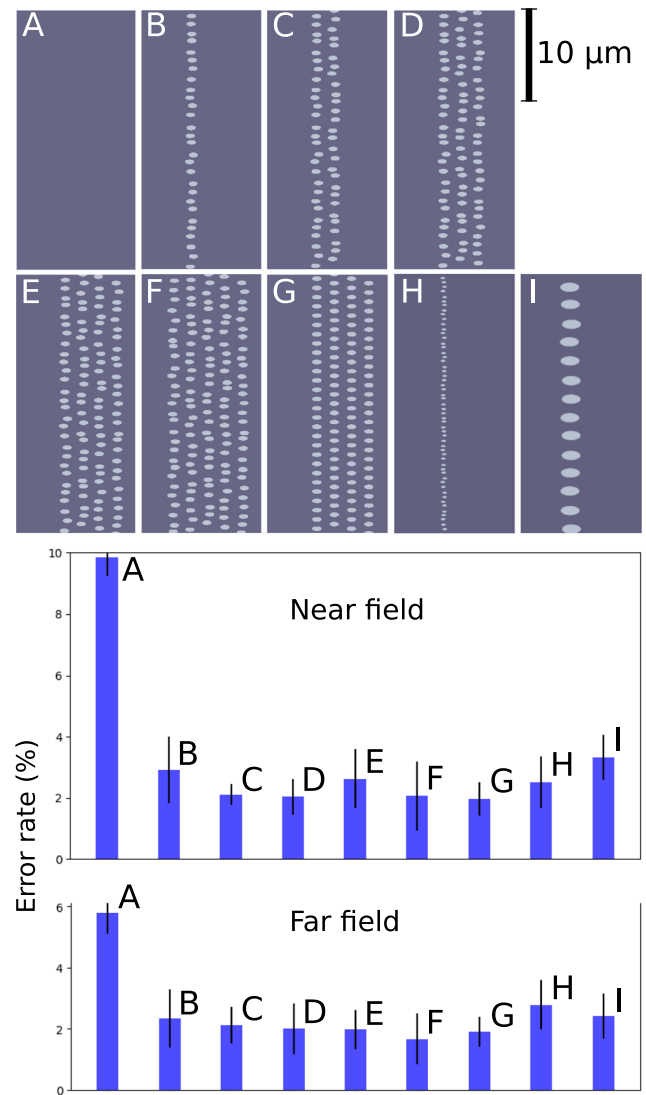 A B C D
10 μm
E F G H I
10
A
8
Near field
6
4
B C D E F G H I
2
0
Error rate (%)
6
A
Far field
4
B C D E F G H I
2
0